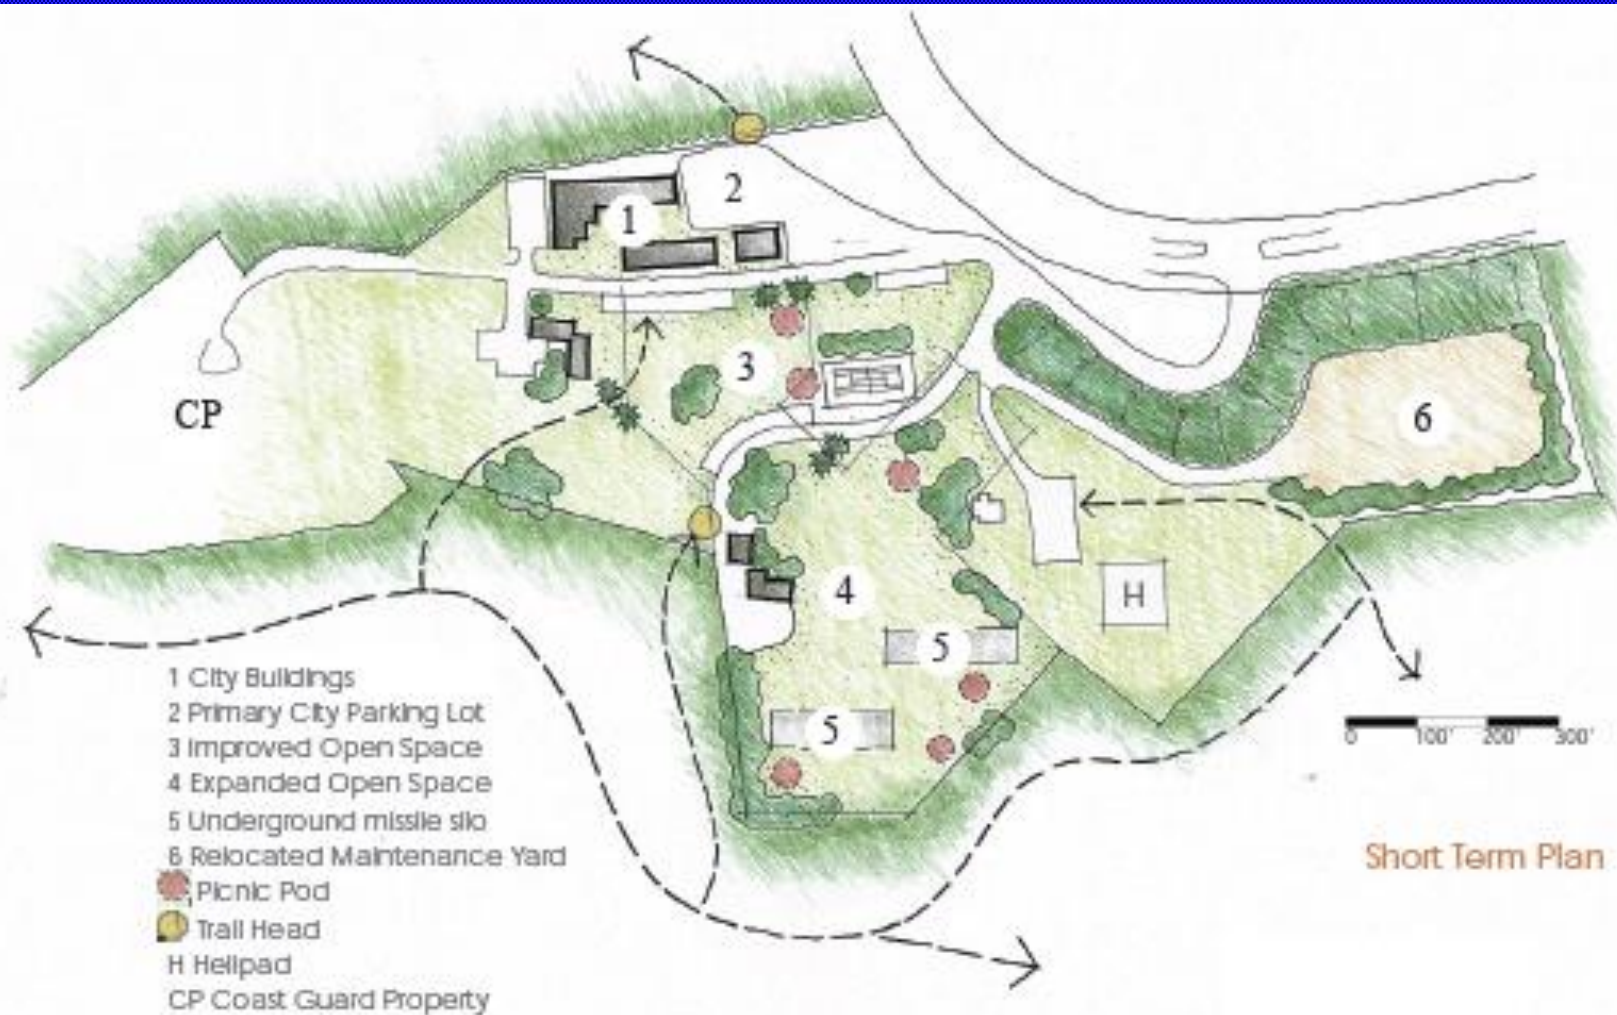 2
1
3
CP
6
4
H
5
5
1 City Buildings
2 Primary City Parking Lot
3 Improved Open Space
4 Expanded Open Space
5 Underground missile silo
6 Relocated Maintenance Yard
Picnic Pod
Trail Head
H Helipad
CP Coast Guard Property
0 100' 200' 300'
Short Term Plan